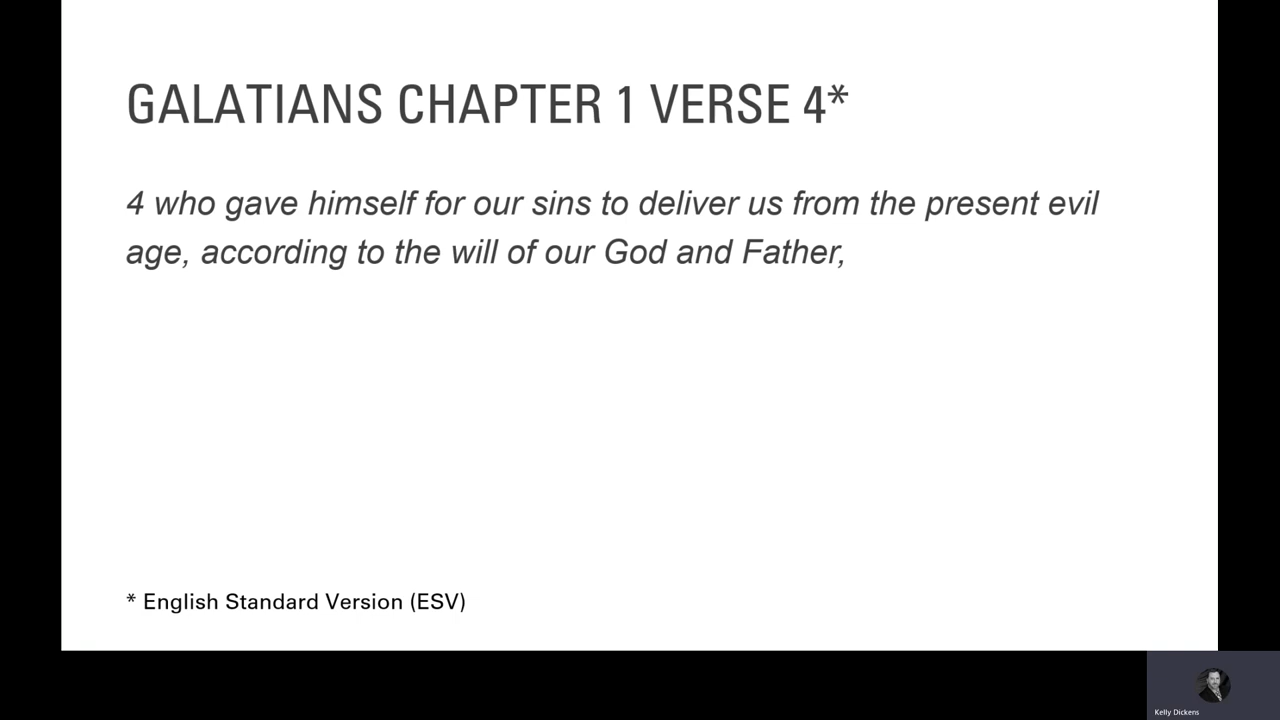 GALATIANS CHAPTER 1 VERSE 4*
4 who gave himself for our sins to deliver us from the present evil
age, according to the will of our God and Father,
* English Standard Version (ESV)
Kelly Dickens